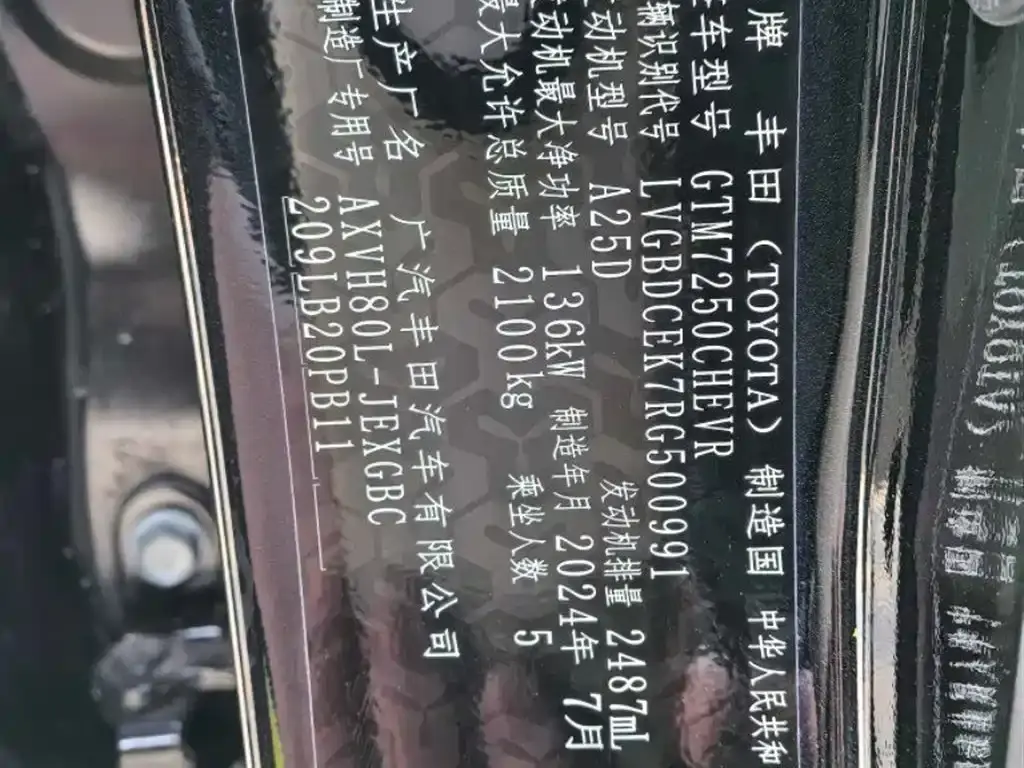 牌 丰田(TOYOTA) 制造国 中华人民共和
车型号 GTM7250CHEVR
辆识别代号 LVGBDCEK7RG500991
动机型号 A25D 发动机排量 2487mL
动机最大净功率 136kW 制造年月 2024年 7月
最大允许总质量 2100kg 乘坐人数 5
生产厂名 广汽丰田汽车有限公司
制造厂专用号 AXVH80L-JEXGBC
209LB20PB11